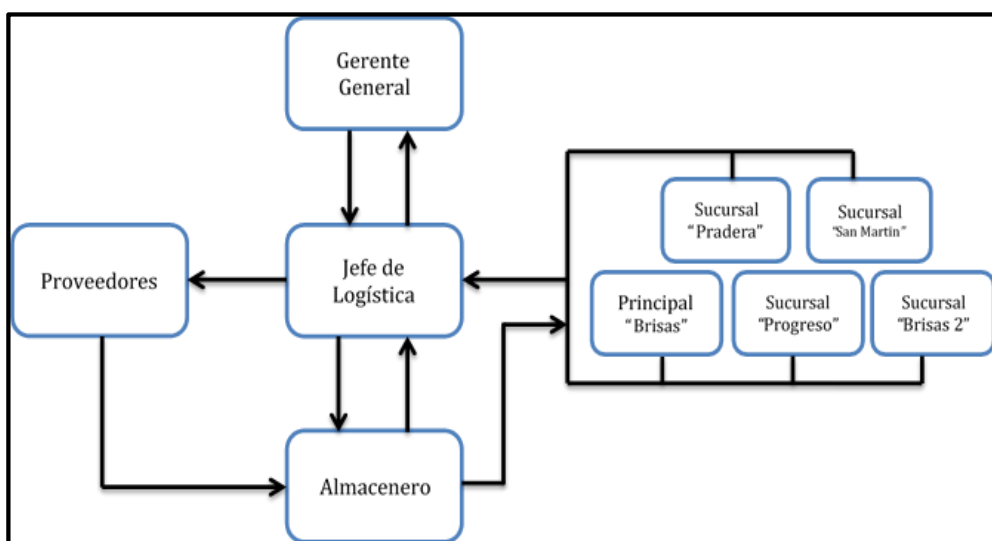 Gerente
General
Sucursal
"Pradera"
Sucursal
"San Martin"
Proveedores
Jefe de
Logística
Principal
"Brisas"
Sucursal
"Progreso"
Sucursal
"Brisas 2"
Almacenero